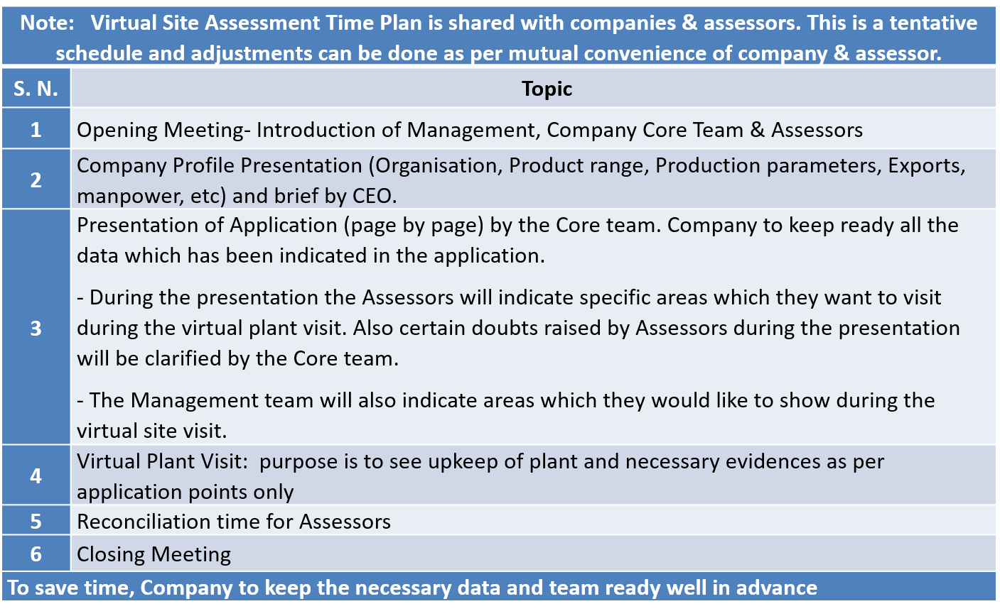 Note:   Virtual Site Assessment Time Plan is shared with companies & assessors. This is a tentative
schedule and adjustments can be done as per mutual convenience of company & assessor.
S. N.
Topic
1
Opening Meeting- Introduction of Management, Company Core Team & Assessors
2
Company Profile Presentation (Organisation, Product range, Production parameters, Exports,
manpower, etc) and brief by CEO.
3
Presentation of Application (page by page) by the Core team. Company to keep ready all the
data which has been indicated in the application.
- During the presentation the Assessors will indicate specific areas which they want to visit
during the virtual plant visit. Also certain doubts raised by Assessors during the presentation
will be clarified by the Core team.
- The Management team will also indicate areas which they would like to show during the
virtual site visit.
4
Virtual Plant Visit:  purpose is to see upkeep of plant and necessary evidences as per
application points only
5
Reconciliation time for Assessors
6
Closing Meeting
To save time, Company to keep the necessary data and team ready well in advance